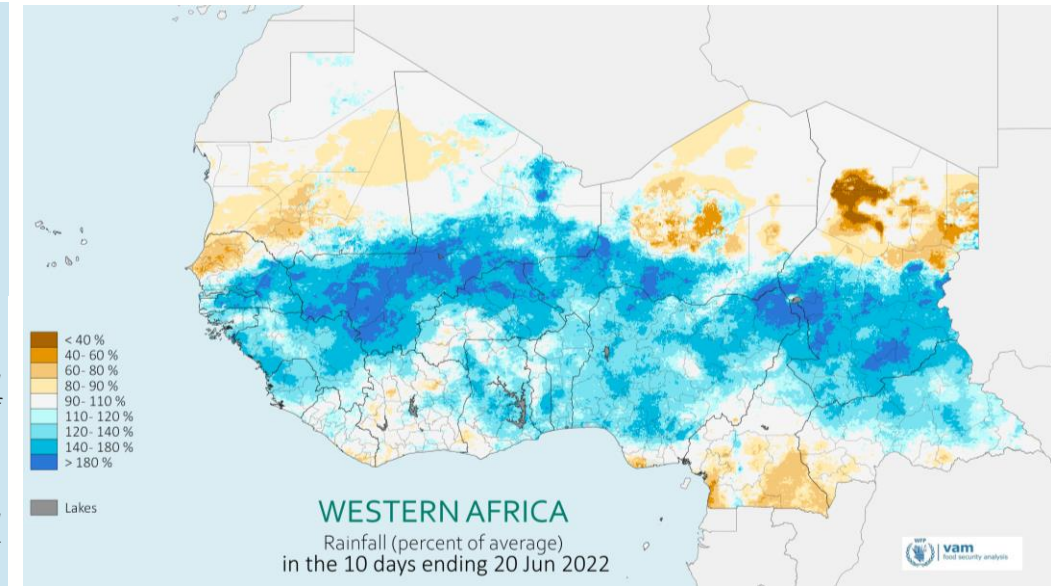 < 40 %
40- 60 %
60- 80 %
80- 90 %
90- 110 %
110- 120 %
120- 140 %
140- 180 %
> 180 %
Lakes
WESTERN AFRICA
Rainfall (percent of average)
in the 10 days ending 20 Jun 2022
WFP
vam
food security analysis